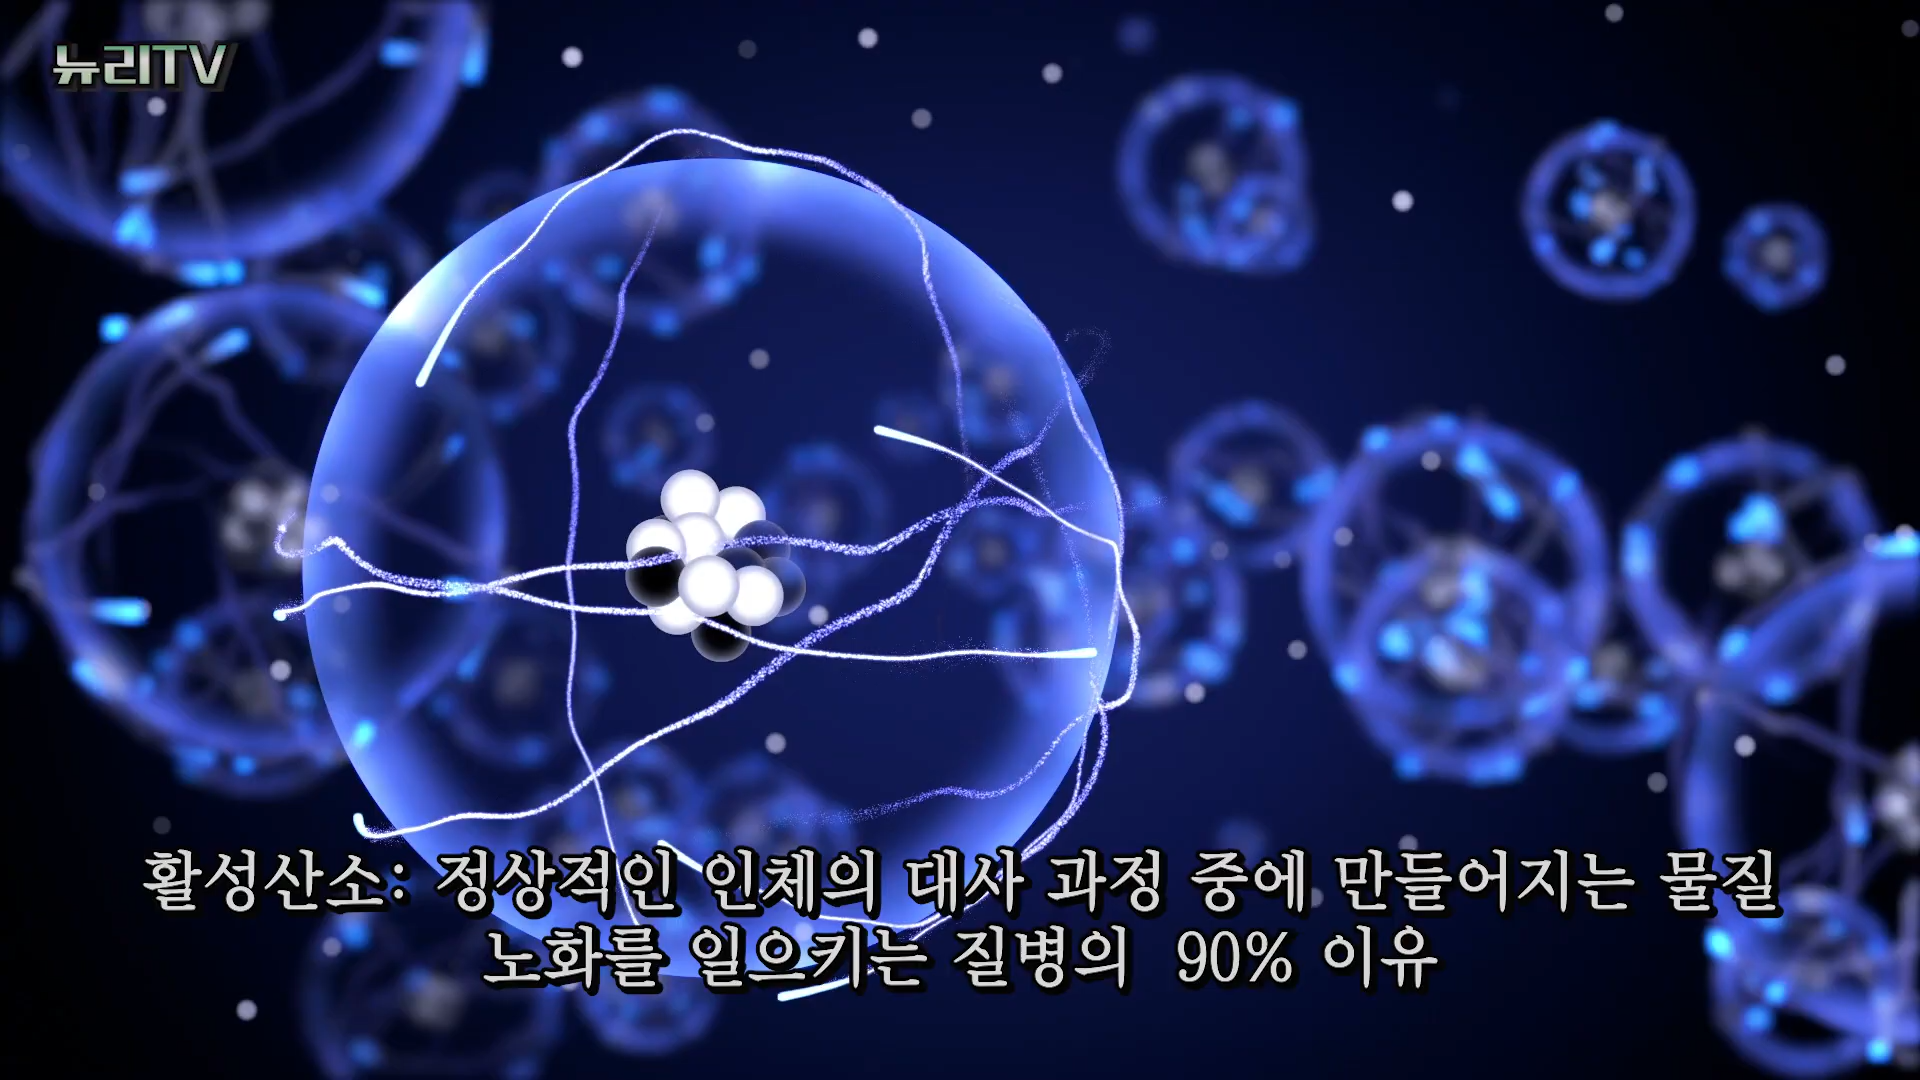 뉴리TV
활성산소: 정상적인 인체의 대사 과정 중에 만들어지는 물질
노화를 일으키는 질병의 90% 이유